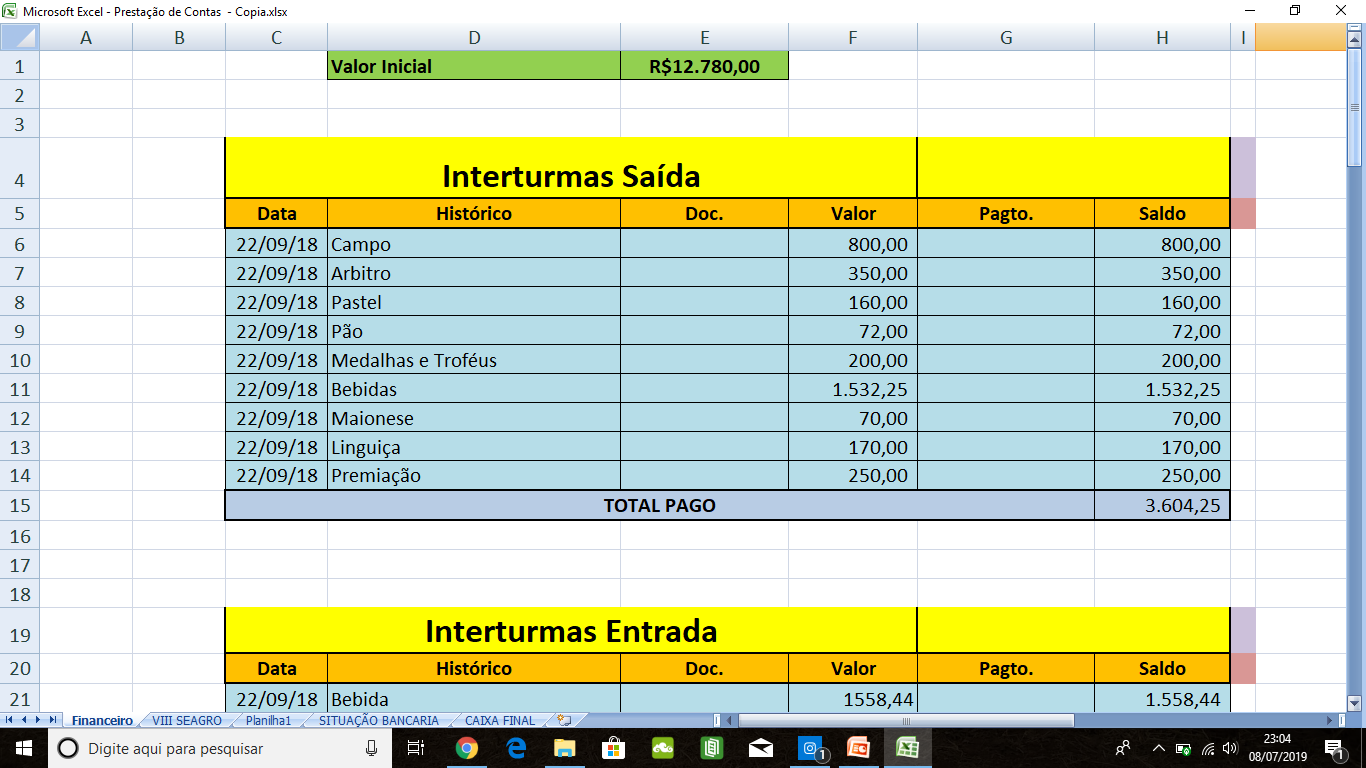 Microsoft Excel - Prestação de Contas - Copia.xlsx
A B C D E F G H I
1 Valor Inicial R$12.780,00
2
3
4 Interturmas Saída
5 Data Histórico Doc. Valor Pagto. Saldo
6 22/09/18 Campo 800,00 800,00
7 22/09/18 Arbitro 350,00 350,00
8 22/09/18 Pastel 160,00 160,00
9 22/09/18 Pão 72,00 72,00
10 22/09/18 Medalhas e Troféus 200,00 200,00
11 22/09/18 Bebidas 1.532,25 1.532,25
12 22/09/18 Maionese 70,00 70,00
13 22/09/18 Linguiça 170,00 170,00
14 22/09/18 Premiação 250,00 250,00
15 TOTAL PAGO 3.604,25
16
17
18
19 Interturmas Entrada
20 Data Histórico Doc. Valor Pagto. Saldo
21 22/09/18 Bebida 1558,44 1.558,44
Financeiro VIII SEAGRO Planilha1 SITUAÇÃO BANCARIA CAIXA FINAL
Digite aqui para pesquisar
1
23:04
08/07/2019
1